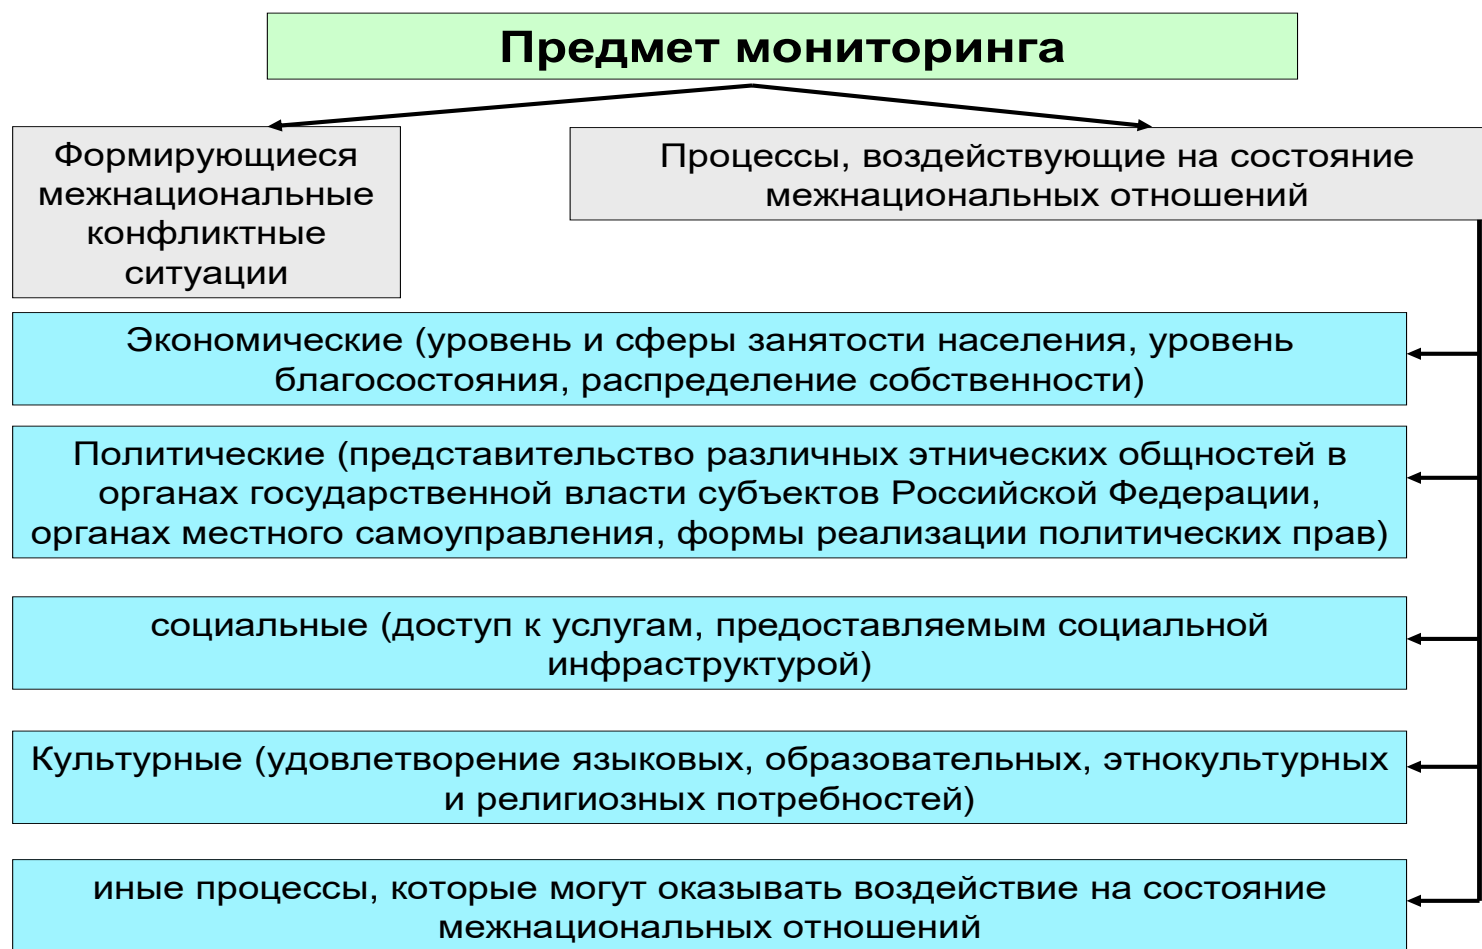 Предмет мониторинга
Формирующиеся
межнациональные
конфликтные
ситуации
Процессы, воздействующие на состояние
межнациональных отношений
Экономические (уровень и сферы занятости населения, уровень
благосостояния, распределение собственности)
Политические (представительство различных этнических общностей в
органах государственной власти субъектов Российской Федерации,
органах местного самоуправления, формы реализации политических прав)
социальные (доступ к услугам, предоставляемым социальной
инфраструктурой)
Культурные (удовлетворение языковых, образовательных, этнокультурных
и религиозных потребностей)
иные процессы, которые могут оказывать воздействие на состояние
межнациональных отношений